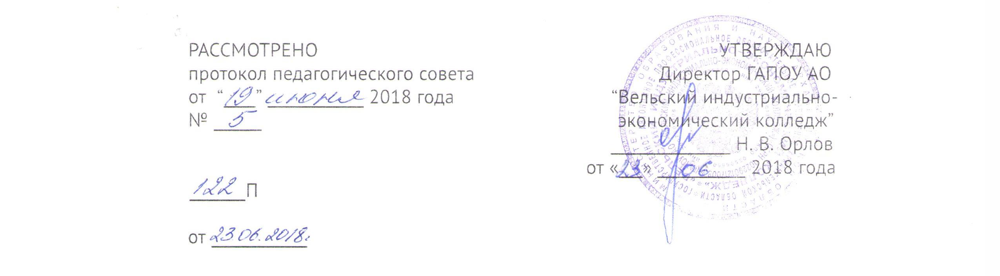 РАССМОТРЕНО
протокол педагогического совета
от “19” июня 2018 года
№ 5
122 П
от 23.06.2018г
УТВЕРЖДАЮ
Директор ГАПОУ АО
“Вельский индустриально-
экономический колледж”
Н. В. Орлов
от «23» 06 2018 года